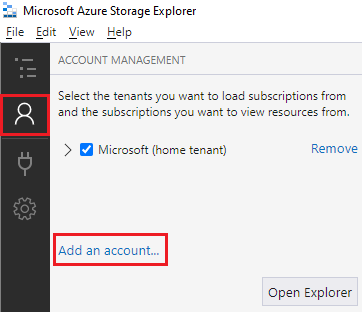 Microsoft Azure Storage Explorer
File Edit View Help
ACCOUNT MANAGEMENT
Select the tenants you want to load subscriptions from
and the subscriptions you want to view resources from.
Microsoft (home tenant) Remove
Add an account...
Open Explorer